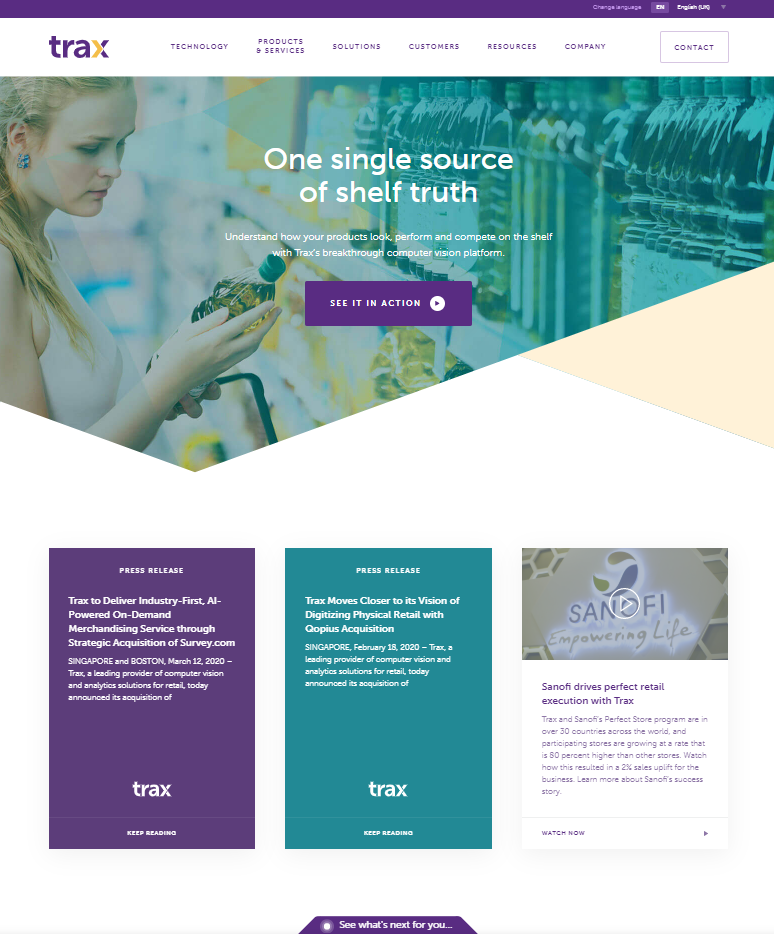 Change language EN English (UK)
trax
TECHNOLOGY
PRODUCTS
& SERVICES
SOLUTIONS
CUSTOMERS
RESOURCES
COMPANY
CONTACT
One single source
of shelf truth
Understand how your products look, perform and compete on the shelf
with Trax's breakthrough computer vision platform.
SEE IT IN ACTION
PRESS RELEASE
Trax to Deliver Industry-First, AI-
Powered On-Demand
Merchandising Service through
Strategic Acquisition of Survey.com
SINGAPORE and BOSTON, March 12, 2020 –
Trax, a leading provider of computer vision
and analytics solutions for retail, today
announced its acquisition of
trax
KEEP READING
PRESS RELEASE
Trax Moves Closer to its Vision of
Digitizing Physical Retail with
Qopius Acquisition
SINGAPORE, February 18, 2020 – Trax, a
leading provider of computer vision and
analytics solutions for retail, today
announced its acquisition of
trax
KEEP READING
SANOFI
Empowering Life
Sanofi drives perfect retail
execution with Trax
Trax and Sanofi's Perfect Store program are in
over 30 countries across the world, and
participating stores are growing at a rate that
is 80 percent higher than other stores. Watch
how this resulted in a 2% sales uplift for the
business. Learn more about Sanofi's success
story.
WATCH NOW
See what's next for you...